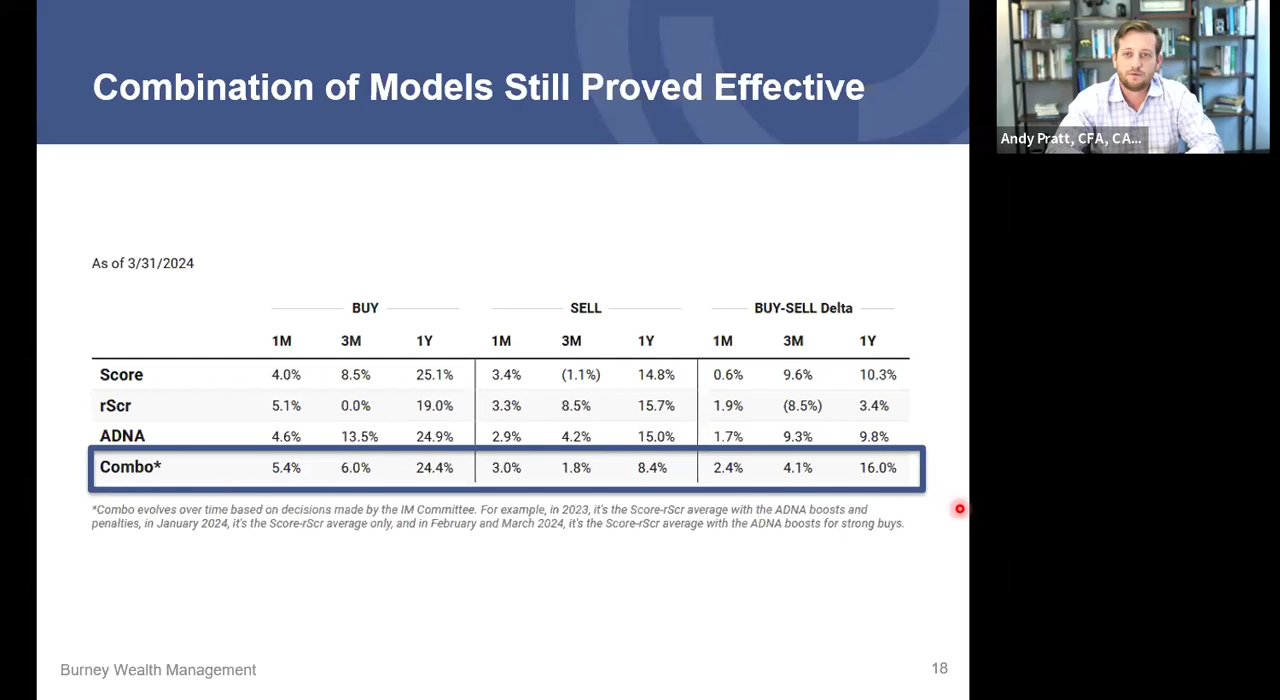 Combination of Models Still Proved Effective
Andy Pratt, CFA, CA...
As of 3/31/2024
BUY SELL BUY-SELL Delta
1M 3M 1Y 1M 3M 1Y 1M 3M 1Y
Score 4.0% 8.5% 25.1% 3.4% (1.1%) 14.8% 0.6% 9.6% 10.3%
rScr 5.1% 0.0% 19.0% 3.3% 8.5% 15.7% 1.9% (8.5%) 3.4%
ADNA 4.6% 13.5% 24.9% 2.9% 4.2% 15.0% 1.7% 9.3% 9.8%
Combo* 5.4% 6.0% 24.4% 3.0% 1.8% 8.4% 2.4% 4.1% 16.0%
*Combo evolves over time based on decisions made by the IM Committee. For example, in 2023, it's the Score-rScr average with the ADNA boosts and
penalties, in January 2024, it's the Score-rScr average only, and in February and March 2024, it's the Score-rScr average with the ADNA boosts for strong buys.
Burney Wealth Management
18